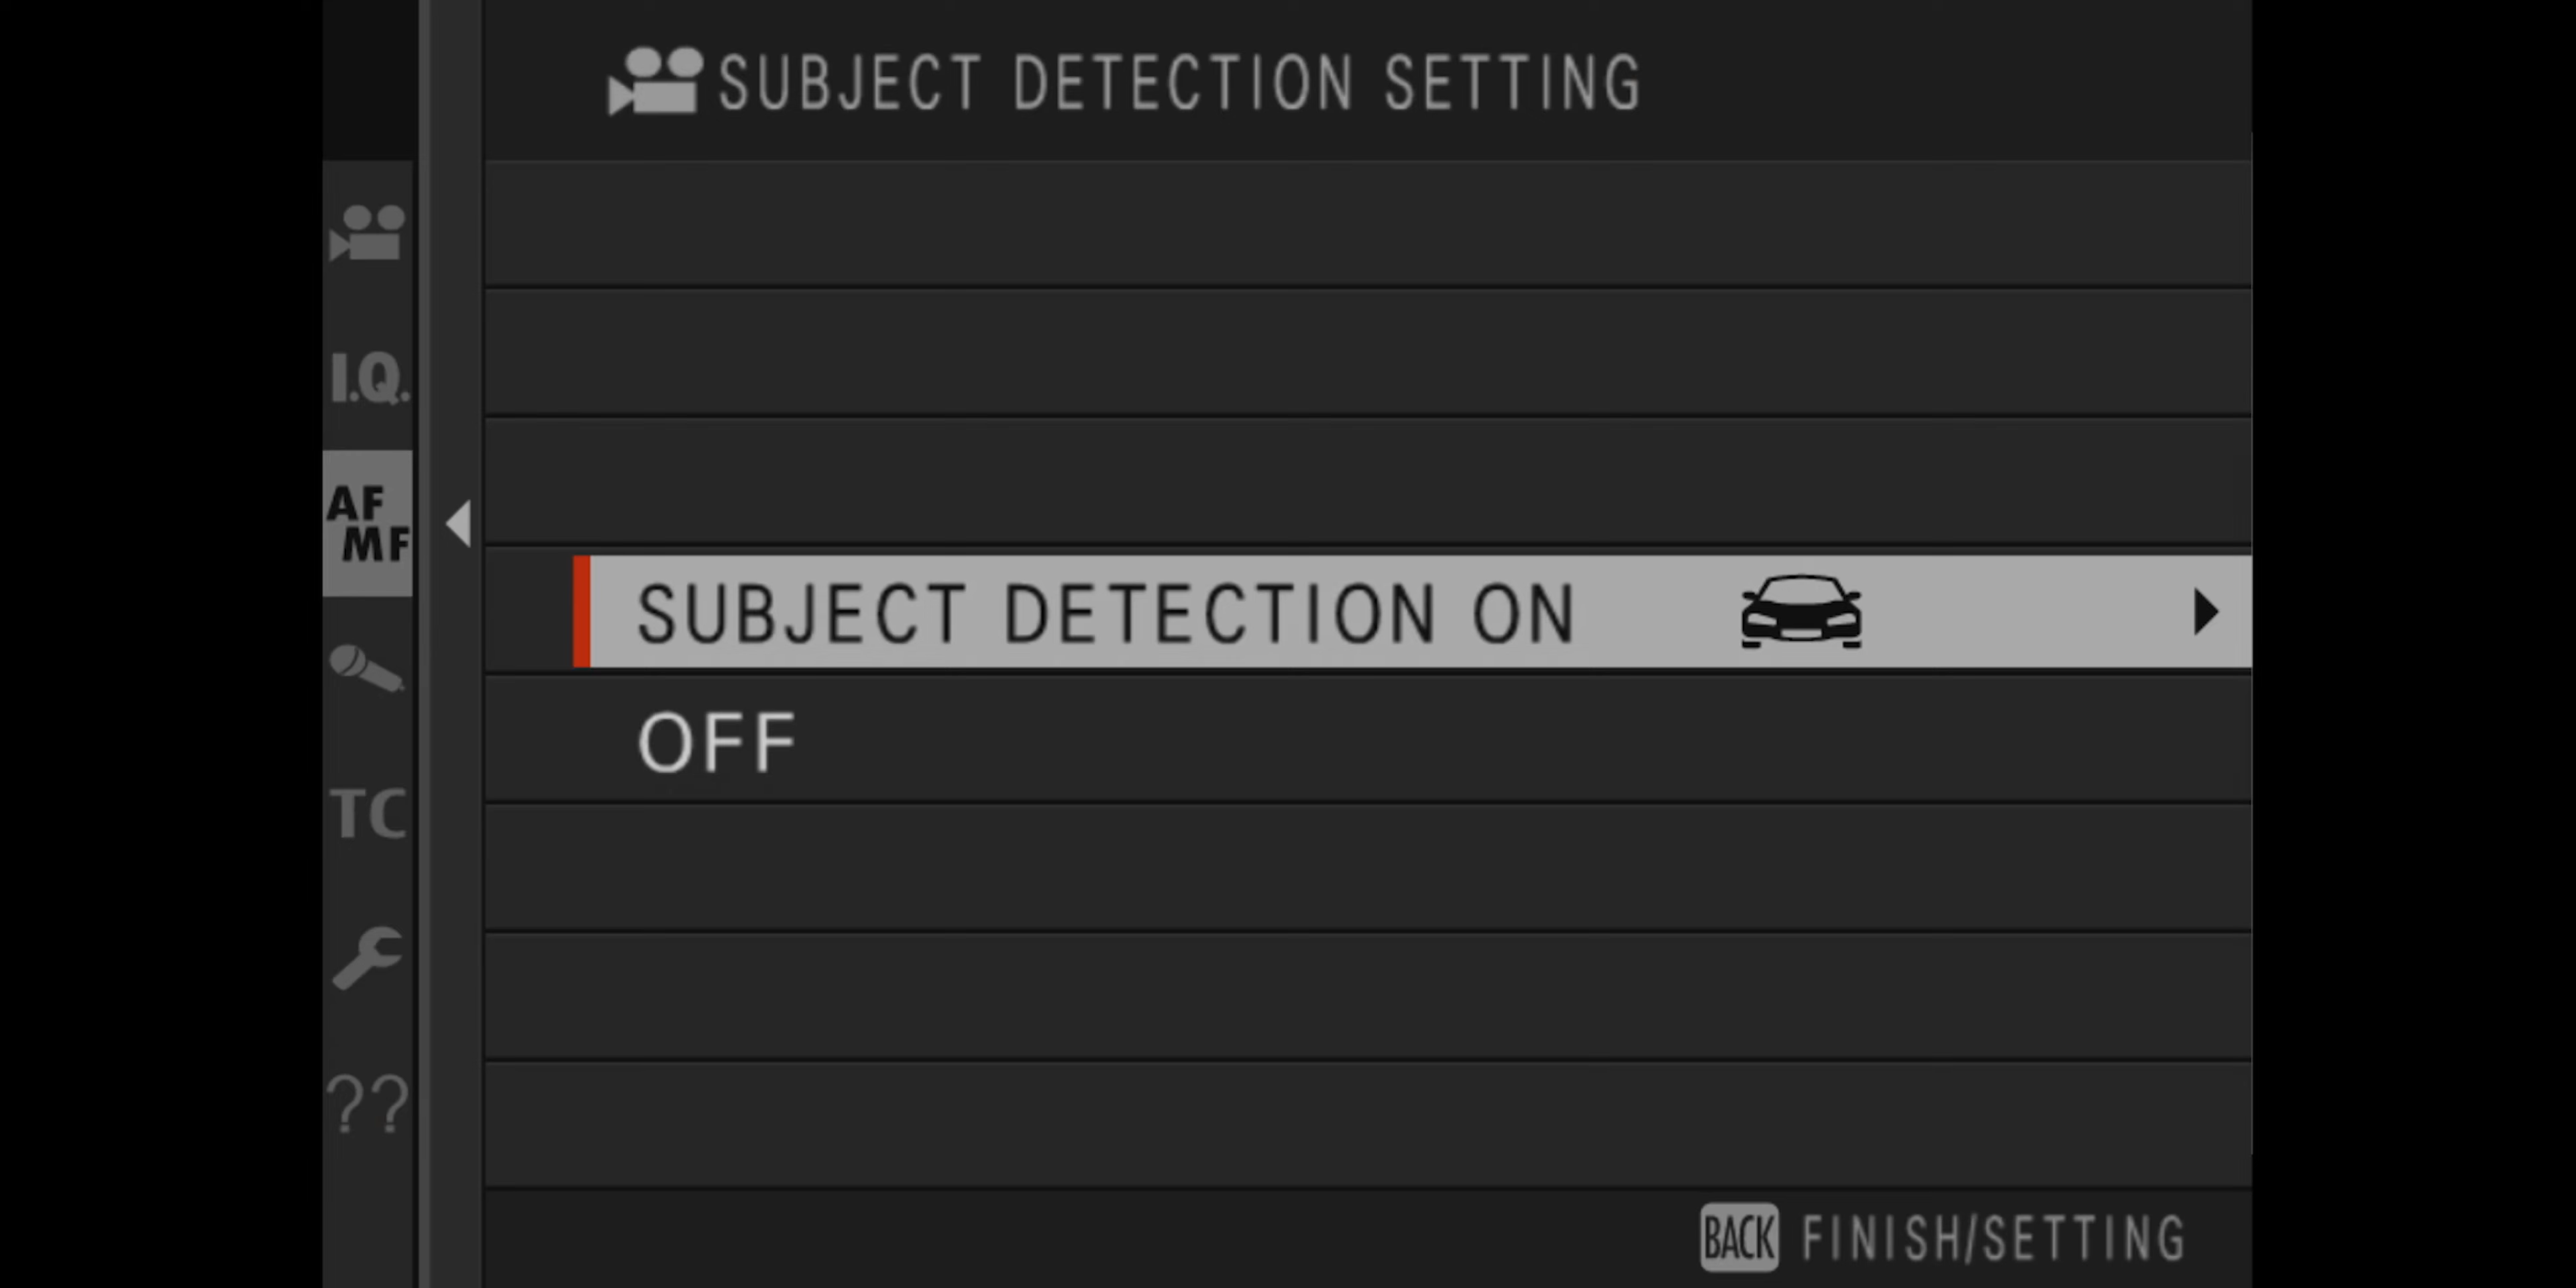 SUBJECT DETECTION SETTING
I.Q.
AF
MF
SUBJECT DETECTION ON
OFF
TC
??
BACK FINISH/SETTING